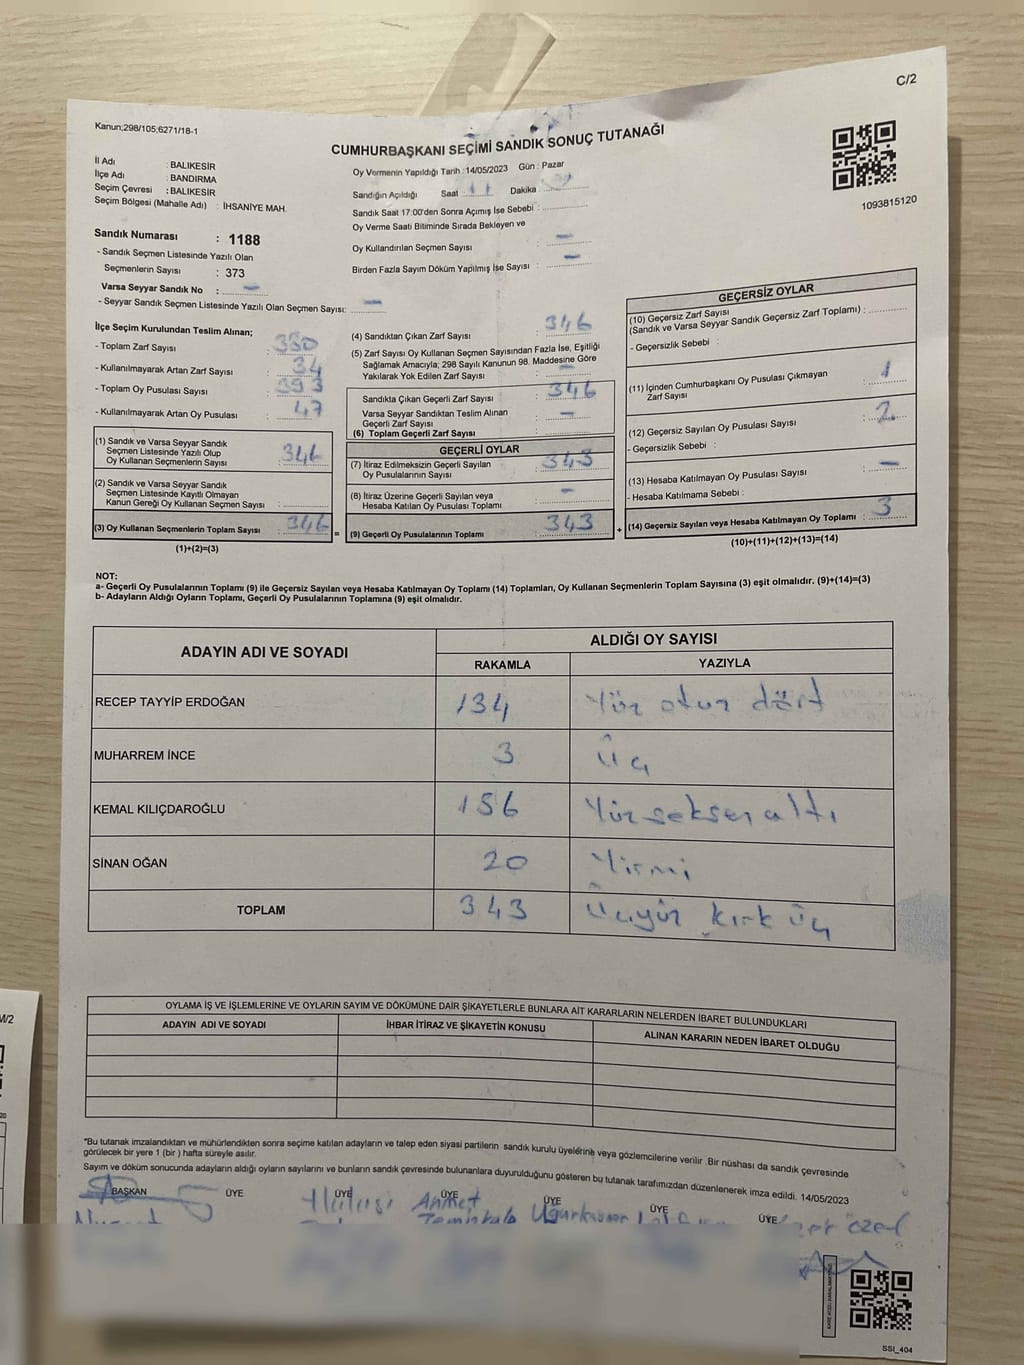 C/2
Kanun;298/105;6271/18-1
CUMHURBAŞKANI SEÇİMİ SANDIK SONUÇ TUTANAĞI
1093815120
İl Adı : BALIKESİR
İlçe Adı : BANDIRMA
Seçim Çevresi : BALIKESİR
Seçim Bölgesi (Mahalle Adı) : İHSANİYE MAH.
Oy Vermenin Yapıldığı Tarih :14/05/2023 Gün : Pazar
Sandığın Açıldığı Saat : Dakika :
Sandık Saat 17:00'den Sonra Açımış İse Sebebi :
Oy Verme Saati Bitiminde Sırada Bekleyen ve
Oy Kullandırılan Seçmen Sayısı : –
Birden Fazla Sayım Döküm Yapılmış İse Sayısı : –
Sandık Numarası : 1188
- Sandık Seçmen Listesinde Yazılı Olan
Seçmenlerin Sayısı : 373
Varsa Seyyar Sandık No : –
- Seyyar Sandık Seçmen Listesinde Yazılı Olan Seçmen Sayısı: –
İlçe Seçim Kurulundan Teslim Alınan;
- Toplam Zarf Sayısı :
- Kullanılmayarak Artan Zarf Sayısı : 34
- Toplam Oy Pusulası Sayısı : 393
- Kullanılmayarak Artan Oy Pusulası : 47
(1) Sandık ve Varsa Seyyar Sandık
Seçmen Listesinde Yazılı Olup
Oy Kullanan Seçmenlerin Sayısı : 346
(2) Sandık ve Varsa Seyyar Sandık
Seçmen Listesinde Kayıtlı Olmayan
Kanun Gereği Oy Kullanan Seçmen Sayısı :
(3) Oy Kullanan Seçmenlerin Toplam Sayısı : 346 =
(1)+(2)=(3)
(4) Sandıktan Çıkan Zarf Sayısı : 346
(5) Zarf Sayısı Oy Kullanan Seçmen Sayısından Fazla İse, Eşitliği
Sağlamak Amacıyla; 298 Sayılı Kanunun 98. Maddesine Göre
Yakılarak Yok Edilen Zarf Sayısı : –
Sandıkta Çıkan Geçerli Zarf Sayısı : 346
Varsa Seyyar Sandıktan Teslim Alınan
Geçerli Zarf Sayısı : –
(6) Toplam Geçerli Zarf Sayısı :
GEÇERLİ OYLAR
(7) İtiraz Edilmeksizin Geçerli Sayılan
Oy Pusulalarının Sayısı : 343
(8) İtiraz Üzerine Geçerli Sayılan veya
Hesaba Katılan Oy Pusulası Toplamı : –
(9) Geçerli Oy Pusulalarının Toplamı : 343 +
GEÇERSİZ OYLAR
(10) Geçersiz Zarf Sayısı
(Sandık ve Varsa Seyyar Sandık Geçersiz Zarf Toplamı) :
- Geçersizlik Sebebi :
(11) İçinden Cumhurbaşkanı Oy Pusulası Çıkmayan
Zarf Sayısı : 1
(12) Geçersiz Sayılan Oy Pusulası Sayısı : 2
- Geçersizlik Sebebi :
(13) Hesaba Katılmayan Oy Pusulası Sayısı : –
- Hesaba Katılmama Sebebi :
(14) Geçersiz Sayılan veya Hesaba Katılmayan Oy Toplamı : 3
(10)+(11)+(12)+(13)=(14)
NOT:
a- Geçerli Oy Pusulalarının Toplamı (9) ile Geçersiz Sayılan veya Hesaba Katılmayan Oy Toplamı (14) Toplamları, Oy Kullanan Seçmenlerin Toplam Sayısına (3) eşit olmalıdır. (9)+(14)=(3)
b- Adayların Aldığı Oyların Toplamı, Geçerli Oy Pusulalarının Toplamına (9) eşit olmalıdır.
ADAYIN ADI VE SOYADI ALDIĞI OY SAYISI
RAKAMLA YAZIYLA
RECEP TAYYİP ERDOĞAN 134 Yüz otuz dört
MUHARREM İNCE 3 Üç
KEMAL KILIÇDAROĞLU Yüzseksenaltı
SİNAN OĞAN 20 Yirmi
TOPLAM 343 Üçyüz kırk üç
OYLAMA İŞ VE İŞLEMLERİNE VE OYLARIN SAYIM VE DÖKÜMÜNE DAİR ŞİKAYETLERLE BUNLARA AİT KARARLARIN NELERDEN İBARET BULUNDUKLARI
ADAYIN ADI VE SOYADI İHBAR İTİRAZ VE ŞİKAYETİN KONUSU ALINAN KARARIN NEDEN İBARET OLDUĞU
*Bu tutanak imzalandıktan ve mühürlendikten sonra seçime katılan adayların ve talep eden siyasi partilerin sandık kurulu üyelerine veya gözlemcilerine verilir .Bir nüshası da sandık çevresinde
görülecek bir yere 1 (bir ) hafta süreyle asılır.
Sayım ve döküm sonucunda adayların aldığı oyların sayılarını ve bunların sandık çevresinde bulunanlara duyurulduğunu gösteren bu tutanak tarafımızdan düzenlenerek imza edildi. 14/05/2023
BAŞKAN ÜYE ÜYE ÜYE ÜYE ÜYE ÜYE
Hulusi Ahmet özel
SSI_404
M/2